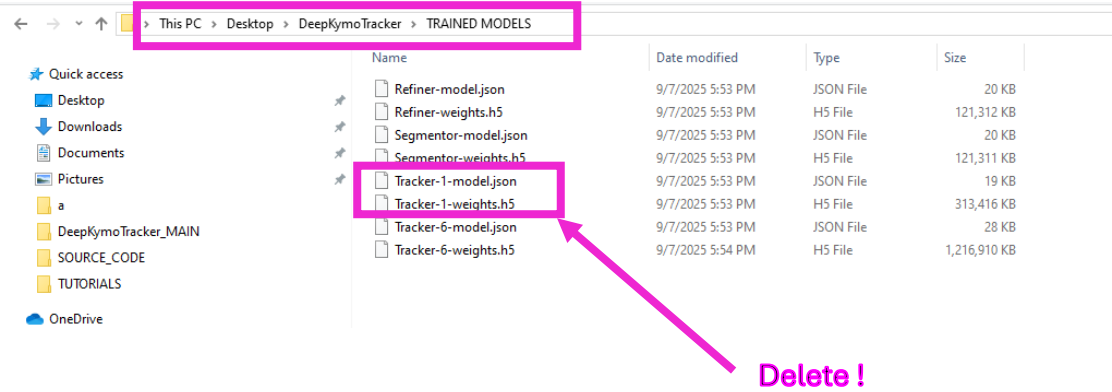 This PC > Desktop > DeepKymoTracker > TRAINED MODELS
Name Date modified Type Size
Quick access
Desktop
Downloads
Documents
Pictures
a
DeepKymoTracker_MAIN
SOURCE_CODE
TUTORIALS
OneDrive
Refiner-model.json 9/7/2025 5:53 PM JSON File 20 KB
Refiner-weights.h5 9/7/2025 5:53 PM H5 File 121,312 KB
Segmentor-model.json 9/7/2025 5:53 PM JSON File 20 KB
Segmentor-weights.h5 9/7/2025 5:53 PM H5 File 121,311 KB
Tracker-1-model.json 9/7/2025 5:53 PM JSON File 19 KB
Tracker-1-weights.h5 9/7/2025 5:53 PM H5 File 313,416 KB
Tracker-6-model.json 9/7/2025 5:53 PM JSON File 28 KB
Tracker-6-weights.h5 9/7/2025 5:54 PM H5 File 1,216,910 KB
Delete !